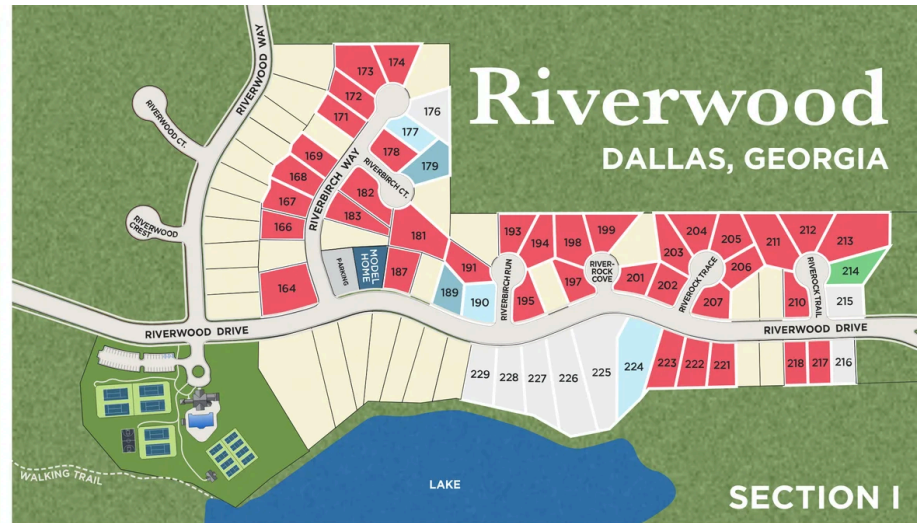 Riverwood
DALLAS, GEORGIA
RIVERWOOD WAY
RIVERWOOD CT.
RIVERWOOD
CREST
RIVERBIRCH WAY
RIVERBIRCH CT.
174
173
172
171
176
177
178
179
169
168
167
166
182
183
181
164
PARKING
MODEL
HOME
187
191
189
190
193
194
198
199
195
197
RIVERBIRCH RUN
RIVER-
ROCK
COVE
201
202
203
204
205
206
207
RIVEROCK TRACE
211
212
213
214
210
215
RIVEROCK TRAIL
RIVERWOOD DRIVE
RIVERWOOD DRIVE
229
228
227
226
225
224
223
222
221
218
217
216
WALKING TRAIL
LAKE
SECTION I